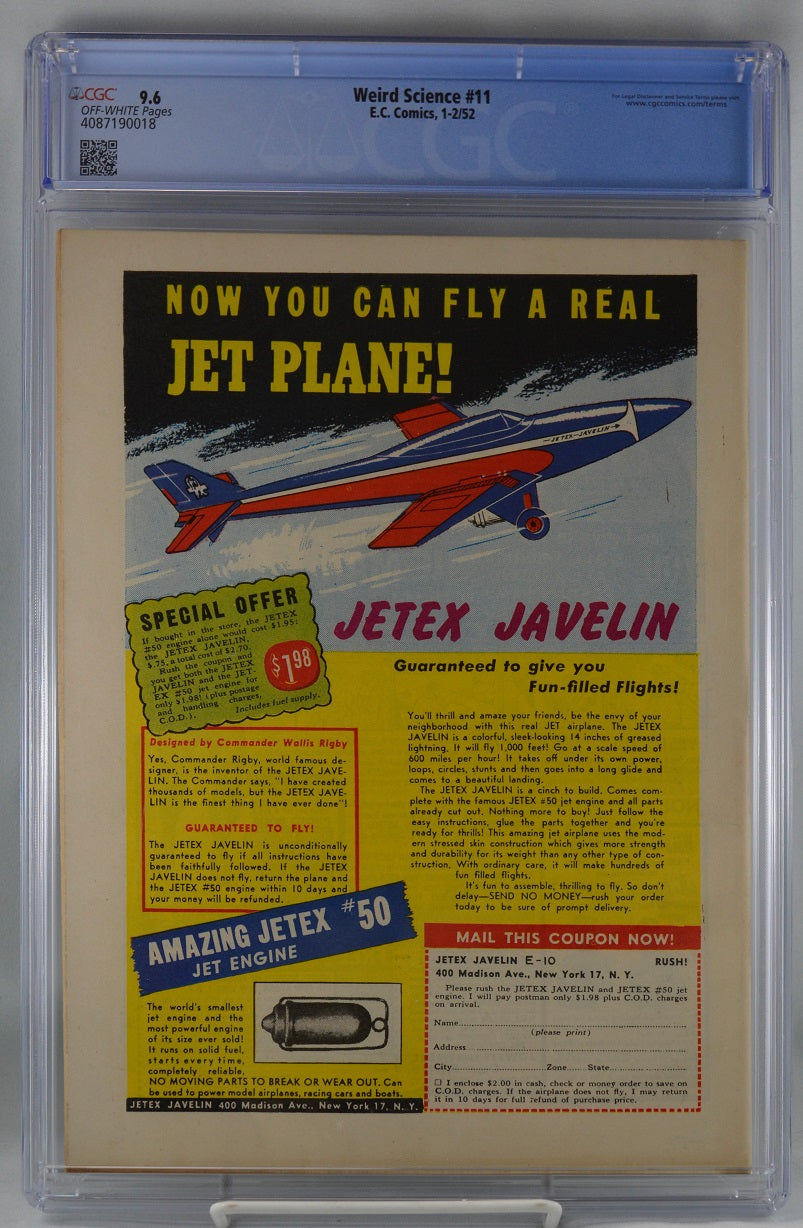 CGC 9.6
OFF-WHITE Pages
4087190018
Weird Science #11
E.C. Comics, 1-2/52
For Legal Disclaimer and Service Terms please visit
www.cgccomics.com/terms
CGC
NOW YOU CAN FLY A REAL
JET PLANE!
JETEX-JAVELIN
SPECIAL OFFER
If bought in the store, the JETEX
#50 engine alone would cost $1.95;
the JETEX JAVELIN,
$.75, a total cost of $2.70.
Rush the coupon and
you get both the JETEX
JAVELIN and the JET-
EX #50 jet engine for
only $1.98! (plus postage
and handling charges,
C.O.D.).
Includes fuel supply.
$198
JETEX JAVELIN
Guaranteed to give you
Fun-filled Flights!
Designed by Commander Wallis Rigby
Yes, Commander Rigby, world famous de-
signer, is the inventor of the JETEX JAVE-
LIN. The Commander says, "I have created
thousands of models, but the JETEX JAVE-
LIN is the finest thing I have ever done"!
GUARANTEED TO FLY!
The JETEX JAVELIN is unconditionally
guaranteed to fly if all instructions have
been faithfully followed. If the JETEX
JAVELIN does not fly, return the plane and
the JETEX #50 engine within 10 days and
your money will be refunded.
You'll thrill and amaze your friends, be the envy of your
neighborhood with this real JET airplane. The JETEX
JAVELIN is a colorful, sleek-looking 14 inches of greased
lightning. It will fly 1,000 feet! Go at a scale speed of
600 miles per hour! It takes off under its own power,
loops, circles, stunts and then goes into a long glide and
comes to a beautiful landing.
The JETEX JAVELIN is a cinch to build. Comes com-
plete with the famous JETEX #50 jet engine and all parts
already cut out. Nothing more to buy! Just follow the
easy instructions, glue the parts together and you're
ready for thrills! This amazing jet airplane uses the mod-
ern stressed skin construction which gives more strength
and durability for its weight than any other type of con-
struction. With ordinary care, it will make hundreds of
fun filled flights.
It's fun to assemble, thrilling to fly. So don't
delay—SEND NO MONEY—rush your order
today to be sure of prompt delivery.
AMAZING JETEX #50
JET ENGINE
The world's smallest
jet engine and the
most powerful engine
of its size ever sold!
It runs on solid fuel,
starts every time,
completely reliable,
NO MOVING PARTS TO BREAK OR WEAR OUT. Can
be used to power model airplanes, racing cars and boats.
JETEX JAVELIN 400 Madison Ave., New York 17, N.Y.
MAIL THIS COUPON NOW!
JETEX JAVELIN E-10 RUSH!
400 Madison Ave., New York 17, N. Y.
Please rush the JETEX JAVELIN and JETEX #50 jet
engine. I will pay postman only $1.98 plus C.O.D. charges
on arrival.
Name
(please print)
Address
City Zone State
☐ I enclose $2.00 in cash, check or money order to save on
C.O.D. charges. If the airplane does not fly, I may return
it in 10 days for full refund of purchase price.